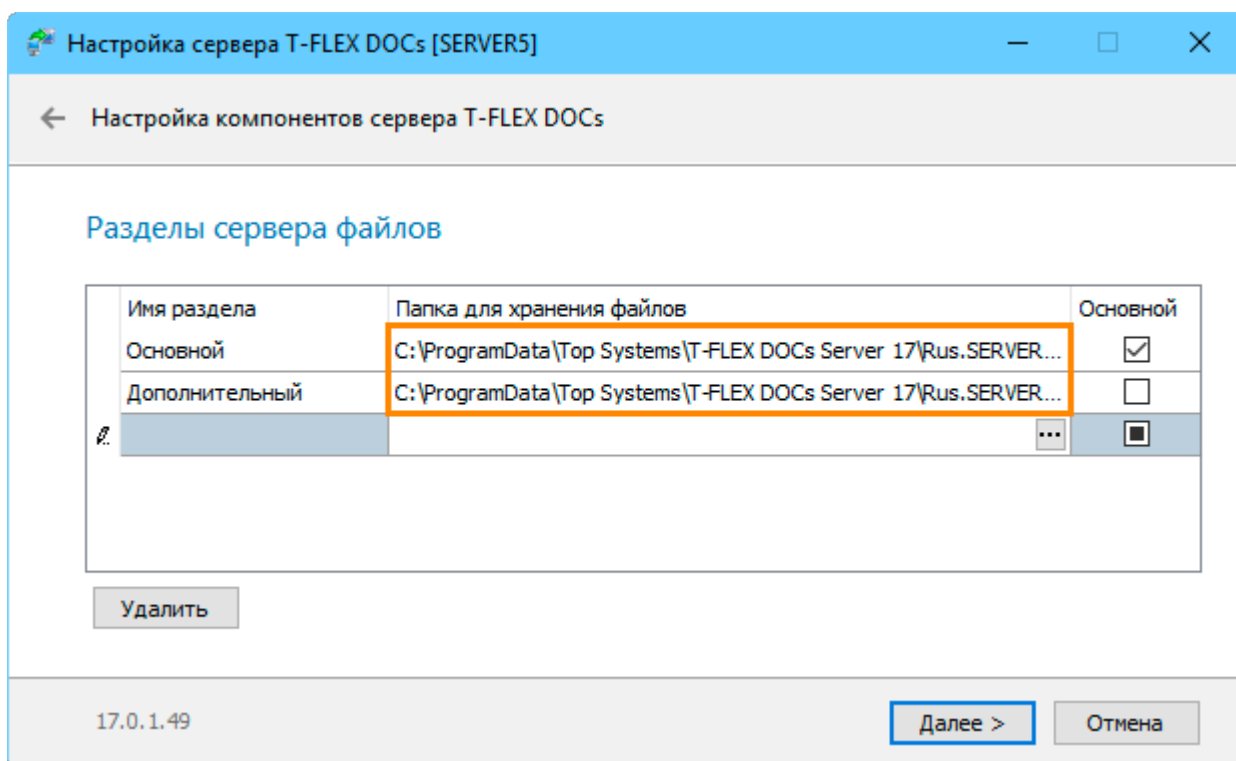 Настройка сервера T-FLEX DOCs [SERVER5]
Настройка компонентов сервера T-FLEX DOCs
Разделы сервера файлов
Имя раздела Папка для хранения файлов Основной
Основной C:\ProgramData\Top Systems\T-FLEX DOCs Server 17\Rus.SERVER...
Дополнительный C:\ProgramData\Top Systems\T-FLEX DOCs Server 17\Rus.SERVER...
...
Удалить
17.0.1.49 Далее > Отмена